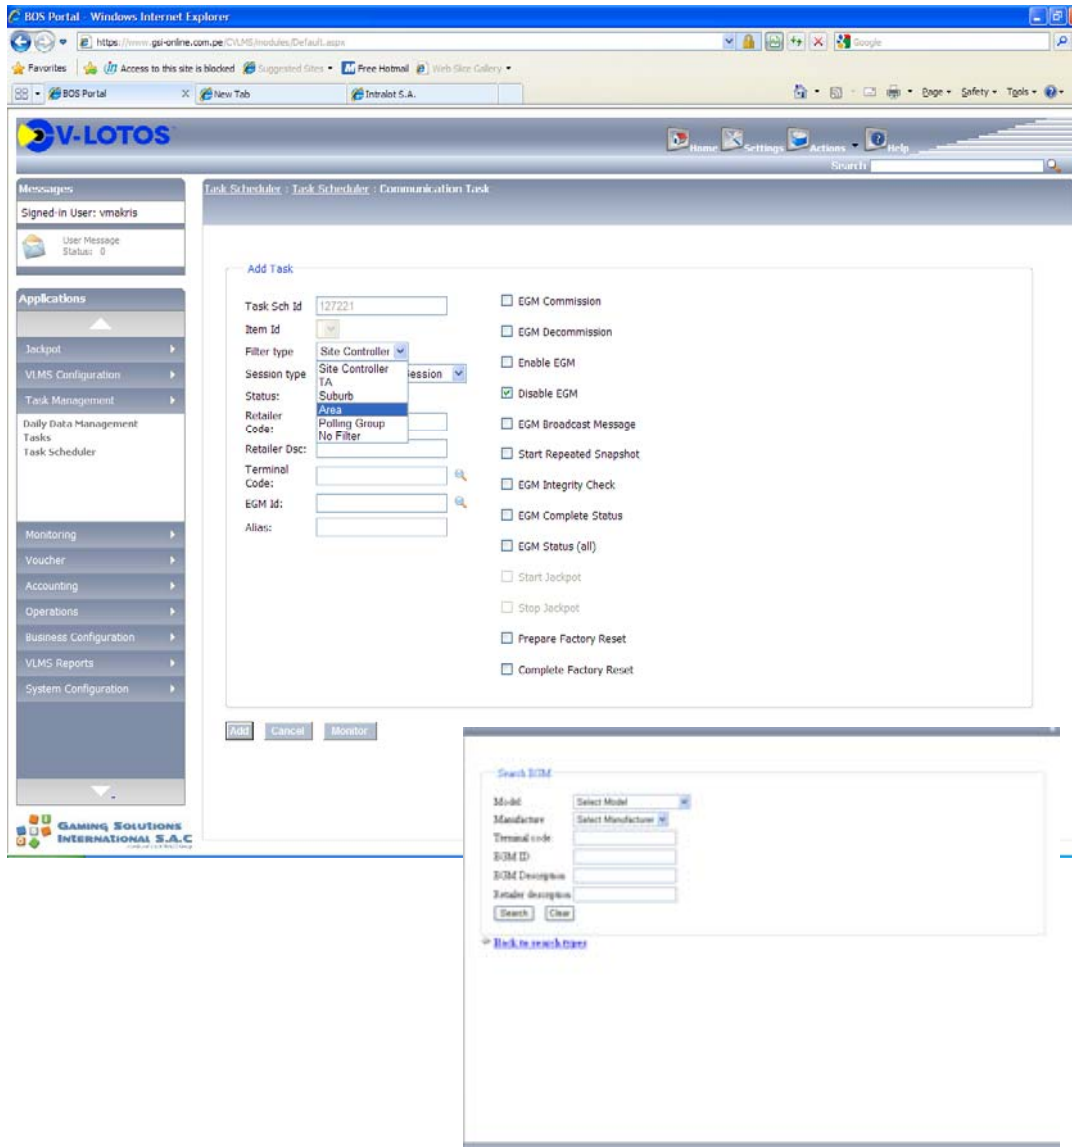 BOS Portal - Windows Internet Explorer
https://www.gsi-online.com.pe/CVLMS/modules/Default.aspx
Google
Favorites
Access to this site is blocked
Suggested Sites
Free Hotmail
Web Slice Gallery
BOS Portal
New Tab
Intralot S.A.
Page
Safety
Tools
V-LOTOS
Home
Settings
Actions
Help
Search
Messages
Signed-in User: vmakris
User Message
Status: 0
Applications
Jackpot
VLMS Configuration
Task Management
Daily Data Management
Tasks
Task Scheduler
Monitoring
Voucher
Accounting
Operations
Business Configuration
VLMS Reports
System Configuration
GAMING SOLUTIONS
INTERNATIONAL S.A.C
Task Scheduler : Task Scheduler : Communication Task
Add Task
Task Sch Id 127221
Item Id
Filter type Site Controller
Site Controller
TA
Suburb
Area
Polling Group
No Filter
Session type ession
Status:
Retailer
Code:
Retailer Dsc:
Terminal
Code:
EGM Id:
Alias:
EGM Commission
EGM Decommission
Enable EGM
Disable EGM
EGM Broadcast Message
Start Repeated Snapshot
EGM Integrity Check
EGM Complete Status
EGM Status (all)
Start Jackpot
Stop Jackpot
Prepare Factory Reset
Complete Factory Reset
Add
Cancel
Monitor
Search EGM
Model Select Model
Manufacture Select Manufacturer
Terminal code
EGM ID
EGM Description
Retailer description
Search
Clear
Back to search types